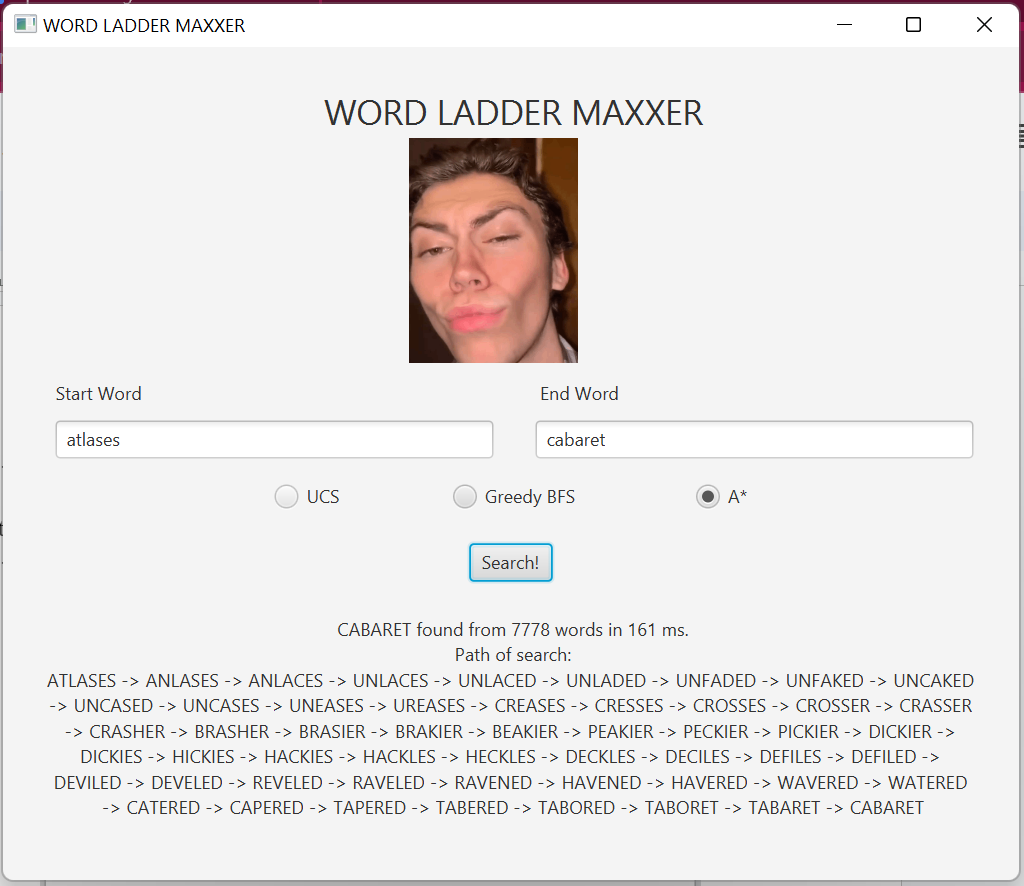 WORD LADDER MAXXER
WORD LADDER MAXXER
Start Word
End Word
atlases
cabaret
UCS
Greedy BFS
A*
Search!
CABARET found from 7778 words in 161 ms.
Path of search:
ATLASES -> ANLASES -> ANLACES -> UNLACES -> UNLACED -> UNLADED -> UNFADED -> UNFAKED -> UNCAKED
-> UNCASED -> UNCASES -> UNEASES -> UREASES -> CREASES -> CRESSES -> CROSSES -> CROSSER -> CRASSER
-> CRASHER -> BRASHER -> BRASIER -> BRAKIER -> BEAKIER -> PEAKIER -> PECKIER -> PICKIER -> DICKIER ->
DICKIES -> HICKIES -> HACKIES -> HACKLES -> HECKLES -> DECKLES -> DECILES -> DEFILES -> DEFILED ->
DEVILED -> DEVELED -> REVELED -> RAVELED -> RAVENED -> HAVENED -> HAVERED -> WAVERED -> WATERED
-> CATERED -> CAPERED -> TAPERED -> TABERED -> TABORED -> TABORET -> TABARET -> CABARET